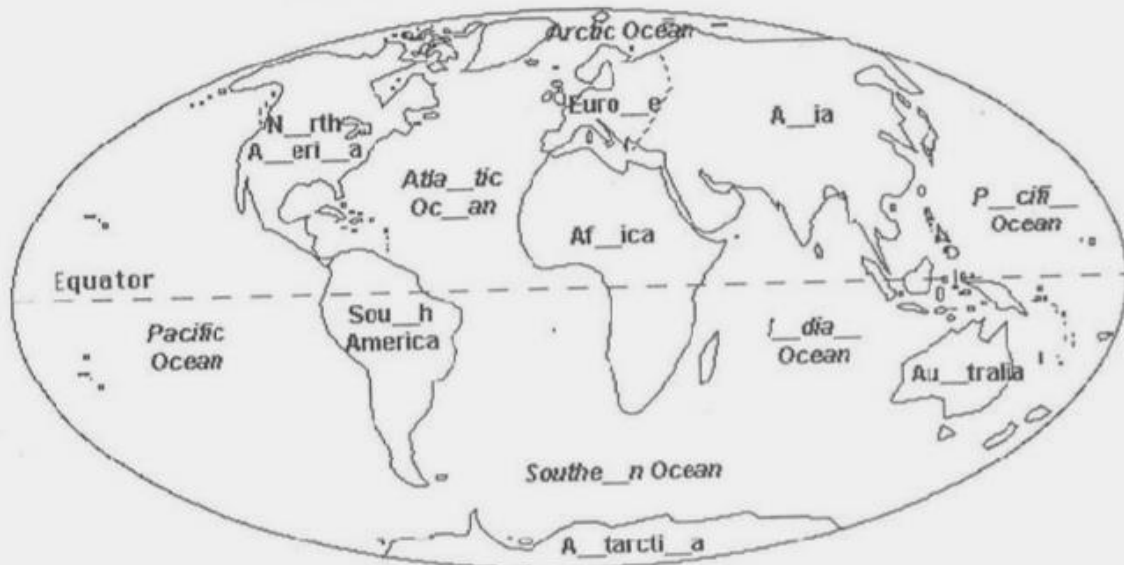 Arctic Ocean
Euro__e
A__ia
N__rth
A__eri__a
Atla__tic
Oc__an
P__cifi__
Ocean
Af__ica
Equator
Sou__h
America
Pacific
Ocean
I__dia__
Ocean
Au__tralia
Southe__n Ocean
A__tarcti__a